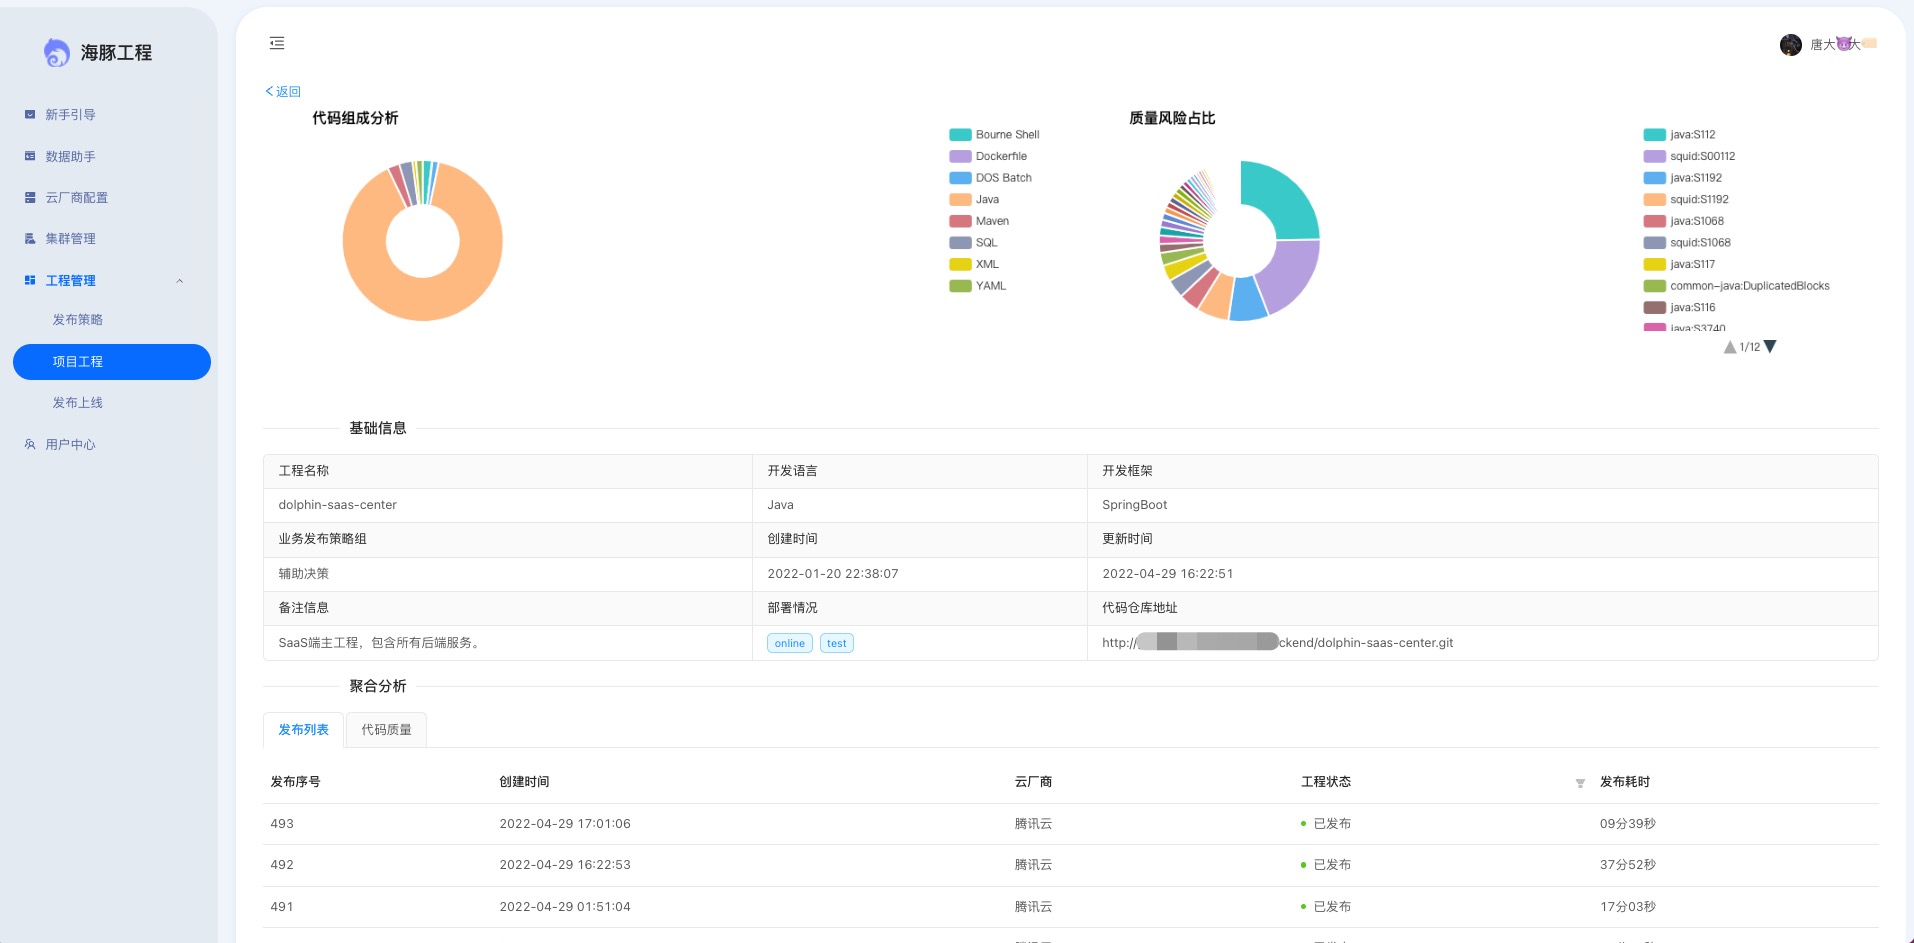 海豚工程
新手引导
数据助手
云厂商配置
集群管理
工程管理
发布策略
项目工程
发布上线
用户中心
唐大 大
返回
代码组成分析
Bourne Shell
Dockerfile
DOS Batch
Java
Maven
SQL
XML
YAML
质量风险占比
java:S112
squid:S00112
java:S1192
squid:S1192
java:S1068
squid:S1068
java:S117
common-java:DuplicatedBlocks
java:S116
java:S3740
1/12
基础信息
工程名称 开发语言 开发框架
dolphin-saas-center Java SpringBoot
业务发布策略组 创建时间 更新时间
辅助决策 2022-01-20 22:38:07 2022-04-29 16:22:51
备注信息 部署情况 代码仓库地址
SaaS端主工程，包含所有后端服务。 online test http:// ckend/dolphin-saas-center.git
聚合分析
发布列表 代码质量
发布序号 创建时间 云厂商 工程状态 发布耗时
493 2022-04-29 17:01:06 腾讯云 已发布 09分39秒
492 2022-04-29 16:22:53 腾讯云 已发布 37分52秒
491 2022-04-29 01:51:04 腾讯云 已发布 17分03秒